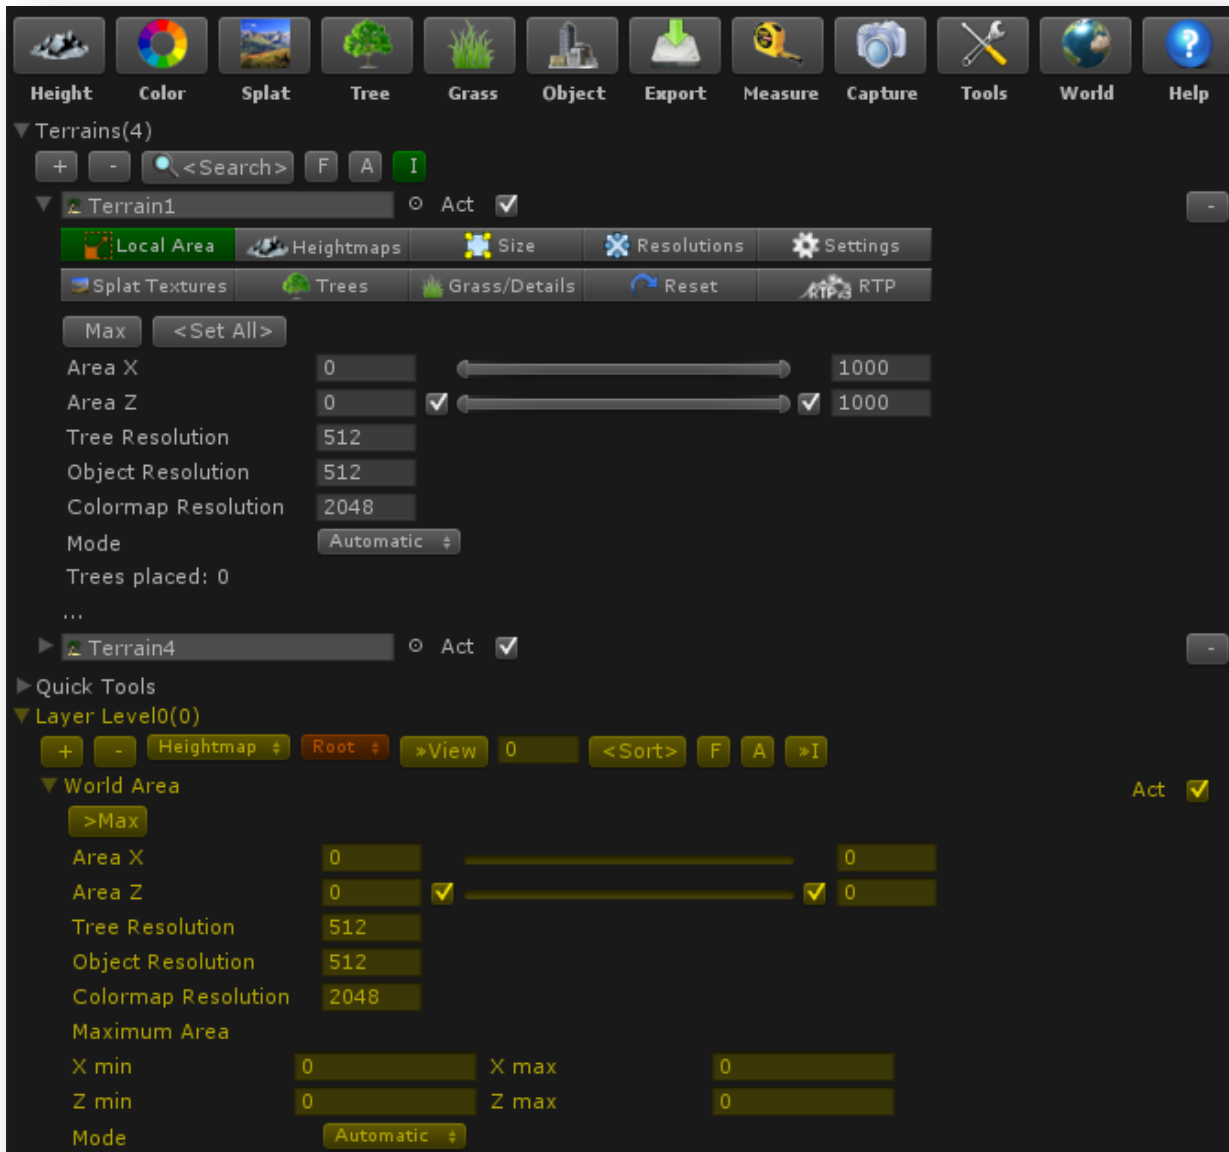 Height Color Splat Tree Grass Object Export Measure Capture Tools World Help
Terrains(4)
+ - <Search> F A I
Terrain1 Act -
Local Area Heightmaps Size Resolutions Settings
Splat Textures Trees Grass/Details Reset RTP3 RTP
Max <Set All>
Area X 0 1000
Area Z 0 1000
Tree Resolution 512
Object Resolution 512
Colormap Resolution 2048
Mode Automatic
Trees placed: 0
...
Terrain4 Act -
Quick Tools
Layer Level0(0)
+ - Heightmap Root »View 0 <Sort> F A »I
World Area Act
>Max
Area X 0 0
Area Z 0 0
Tree Resolution 512
Object Resolution 512
Colormap Resolution 2048
Maximum Area
X min 0 X max 0
Z min 0 Z max 0
Mode Automatic